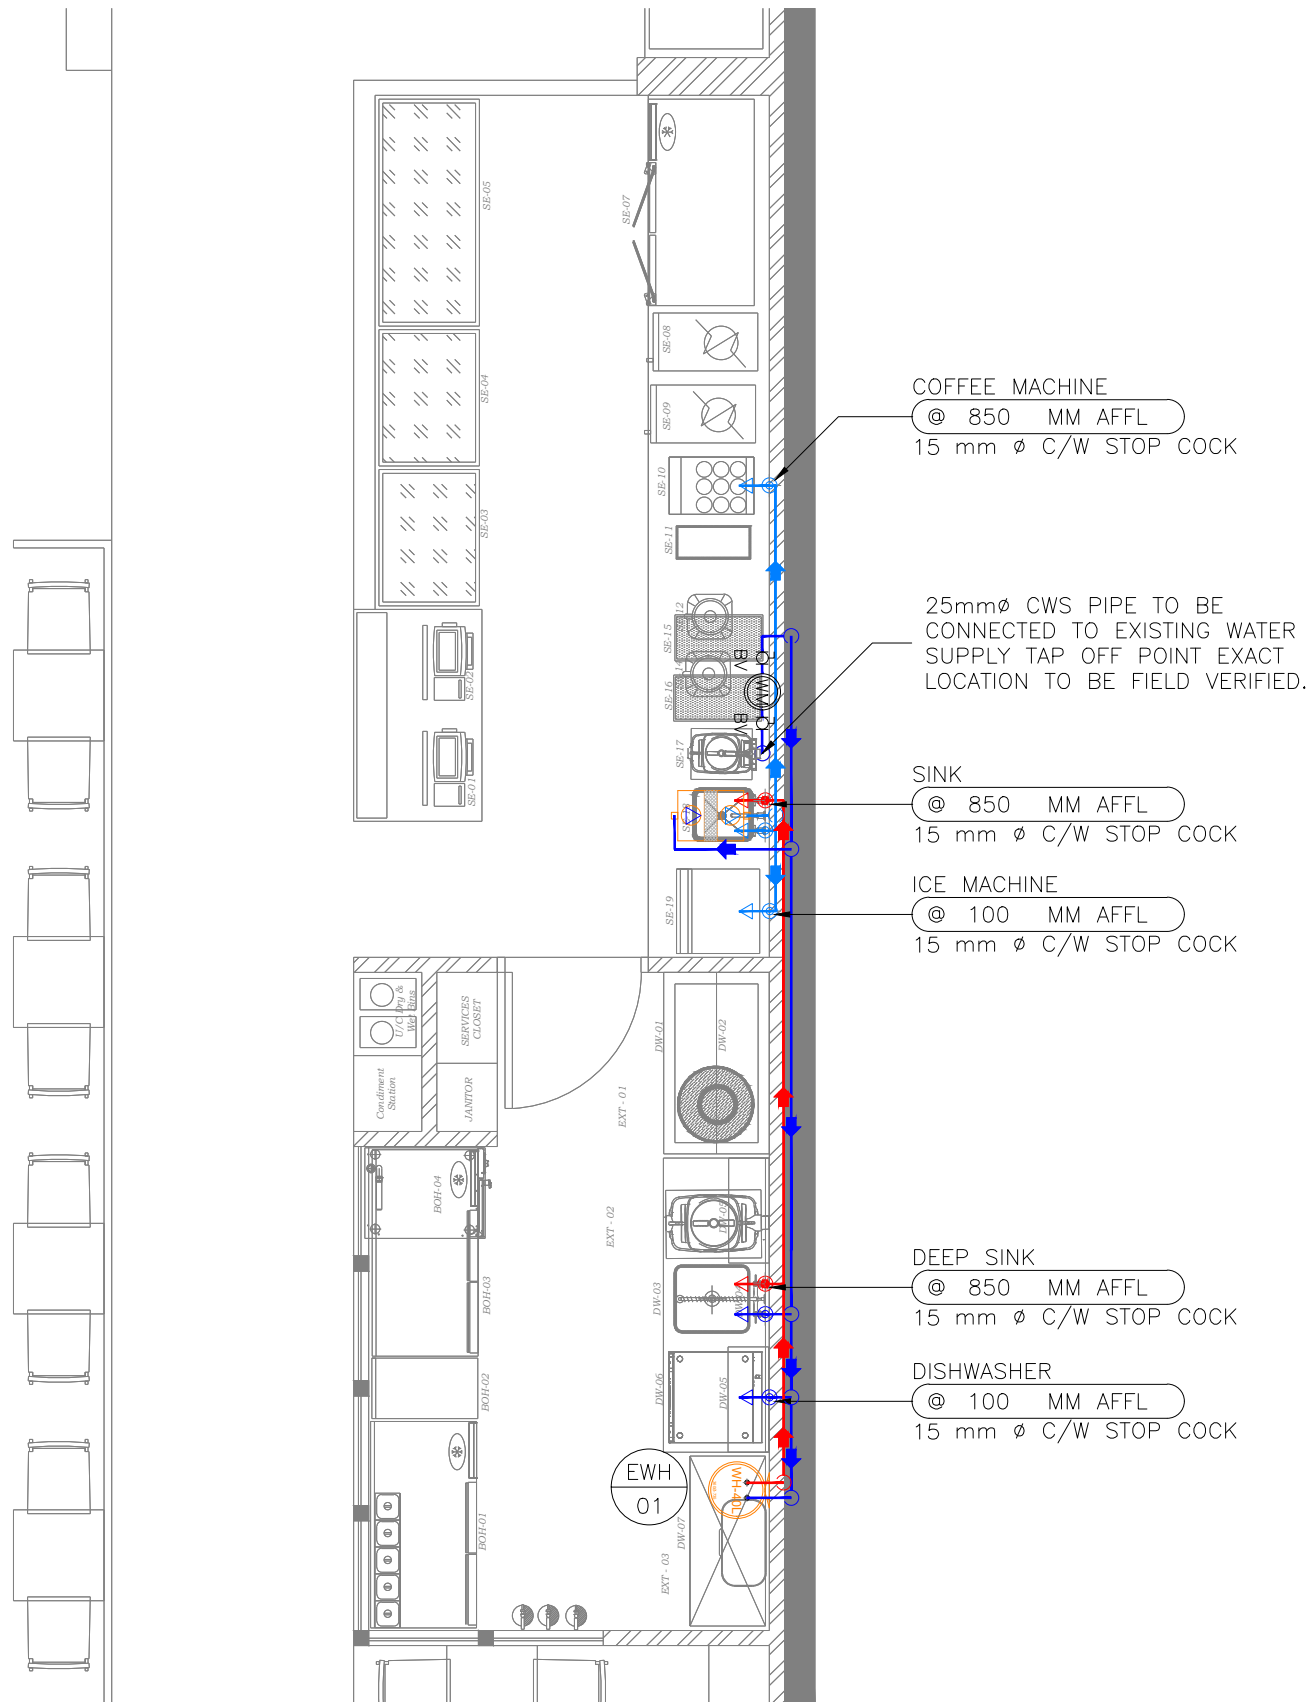 SE-05
SE-07
SE-08
SE-04
COFFEE MACHINE
@ 850 MM AFFL
15 mm ø C/W STOP COCK
SE-09
SE-10
SE-03
SE-11
25mmø CWS PIPE TO BE
CONNECTED TO EXISTING WATER
SUPPLY TAP OFF POINT EXACT
LOCATION TO BE FIELD VERIFIED.
SE-15
BV
SE-02
SE-16
WM
BV
SE-17
SE-01
SINK
@ 850 MM AFFL
15 mm ø C/W STOP COCK
ICE MACHINE
@ 100 MM AFFL
15 mm ø C/W STOP COCK
SE-19
U/C Dry &
Wet Bins
SERVICES
CLOSET
DW-01
DW-02
Condiment
Station
JANITOR
EXT - 01
BOH-04
EXT - 02
DEEP SINK
@ 850 MM AFFL
15 mm ø C/W STOP COCK
BOH-03
DW-03
DISHWASHER
@ 100 MM AFFL
15 mm ø C/W STOP COCK
BOH-02
DW-06
DW-05
EWH
01
WH-40L
BOH-01
DW-07
EXT - 03